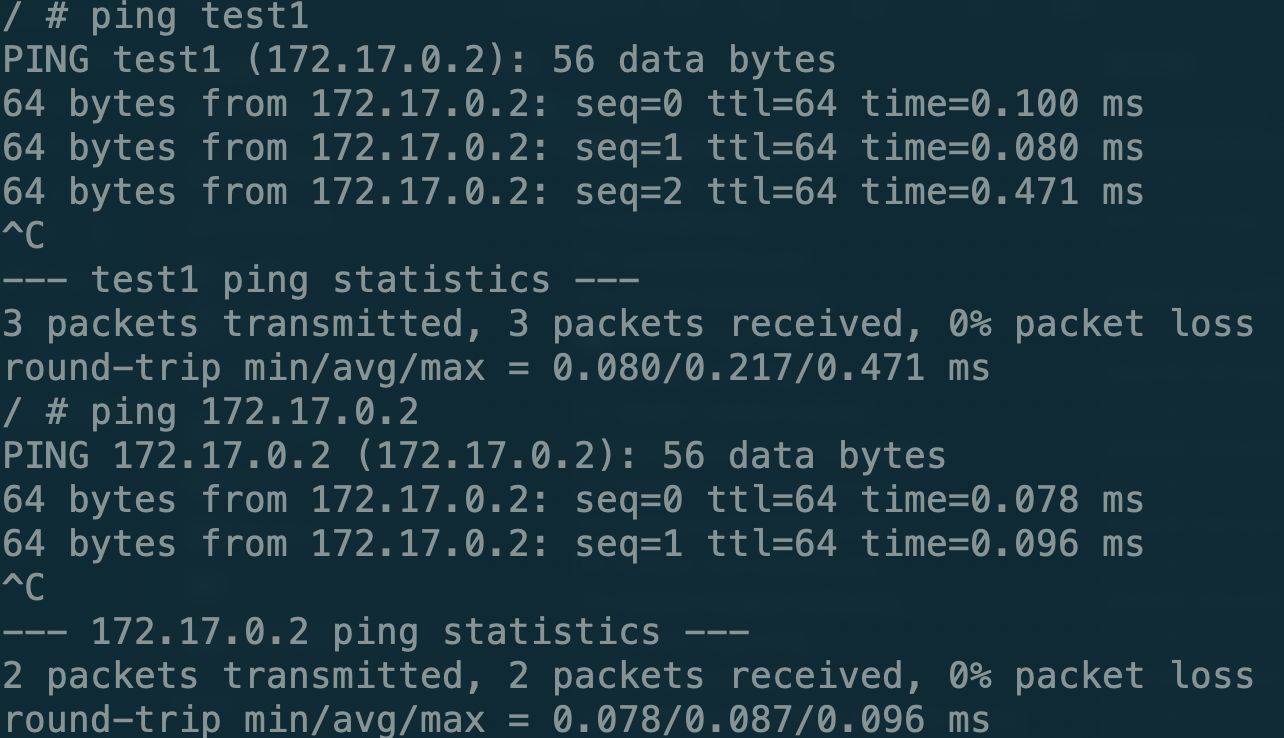 / # ping test1
PING test1 (172.17.0.2): 56 data bytes
64 bytes from 172.17.0.2: seq=0 ttl=64 time=0.100 ms
64 bytes from 172.17.0.2: seq=1 ttl=64 time=0.080 ms
64 bytes from 172.17.0.2: seq=2 ttl=64 time=0.471 ms
^C
--- test1 ping statistics ---
3 packets transmitted, 3 packets received, 0% packet loss
round-trip min/avg/max = 0.080/0.217/0.471 ms
/ # ping 172.17.0.2
PING 172.17.0.2 (172.17.0.2): 56 data bytes
64 bytes from 172.17.0.2: seq=0 ttl=64 time=0.078 ms
64 bytes from 172.17.0.2: seq=1 ttl=64 time=0.096 ms
^C
--- 172.17.0.2 ping statistics ---
2 packets transmitted, 2 packets received, 0% packet loss
round-trip min/avg/max = 0.078/0.087/0.096 ms